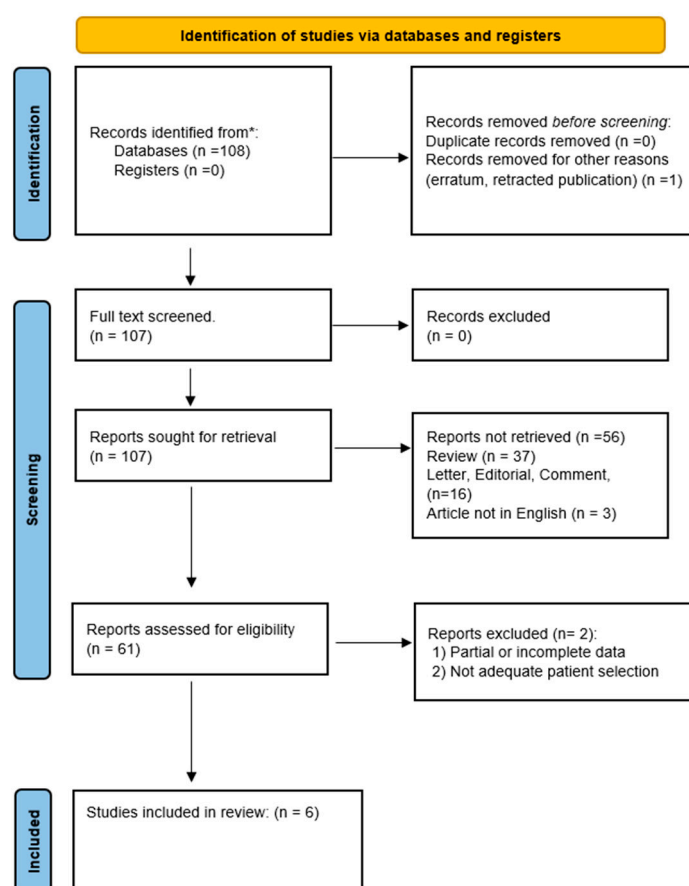 Identification of studies via databases and registers
Identification
Records identified from*:
Databases (n =108)
Registers (n =0)
Records removed before screening:
Duplicate records removed (n =0)
Records removed for other reasons
(erratum, retracted publication) (n =1)
Screening
Full text screened.
(n = 107)
Records excluded
(n = 0)
Reports sought for retrieval
(n = 107)
Reports not retrieved (n =56)
Review (n = 37)
Letter, Editorial, Comment,
(n=16)
Article not in English (n = 3)
Reports assessed for eligibility
(n = 61)
Reports excluded (n= 2):
1) Partial or incomplete data
2) Not adequate patient selection
Included
Studies included in review: (n = 6)